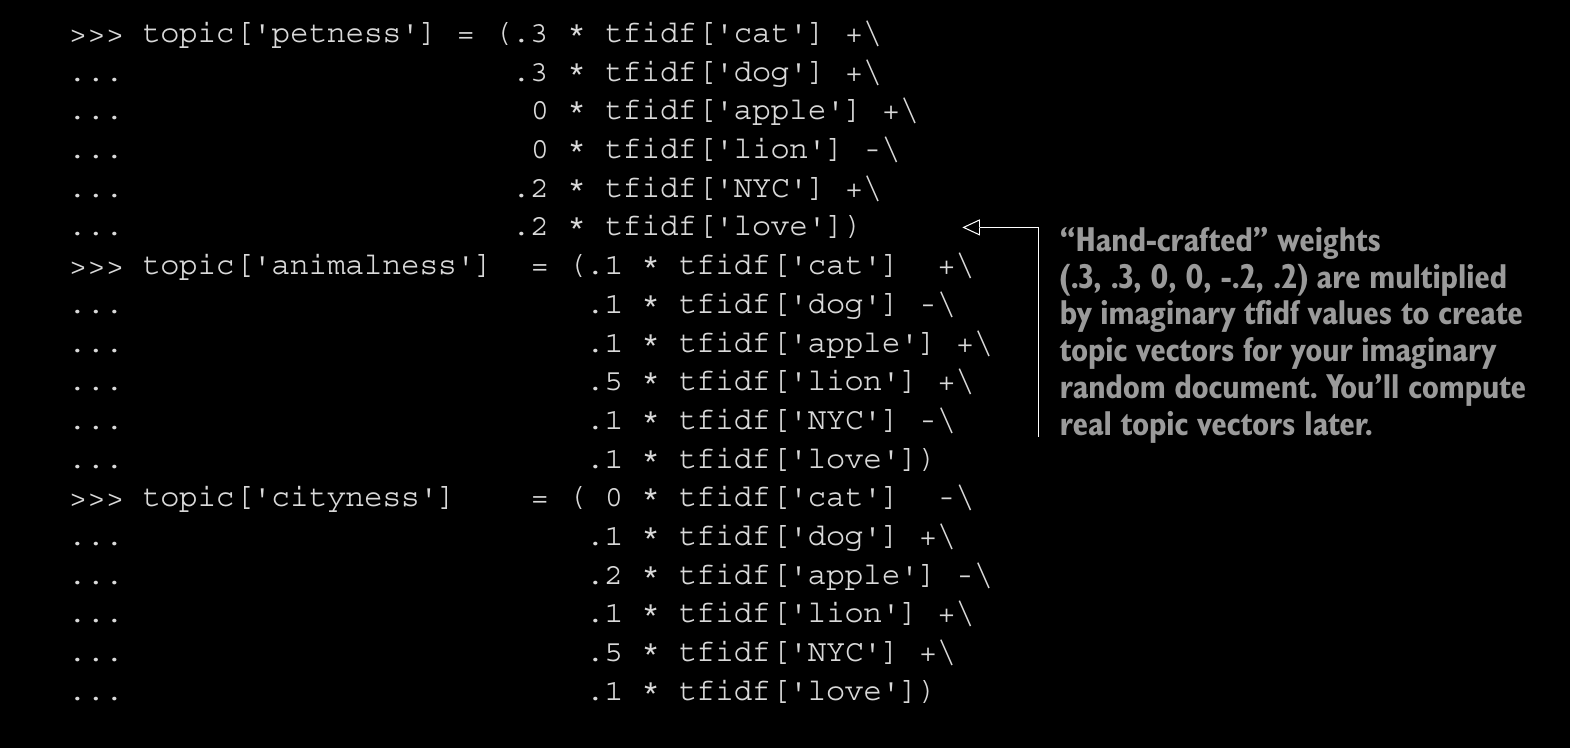 >>> topic['petness'] = (.3 * tfidf['cat'] +\
...                      .3 * tfidf['dog'] +\
...                       0 * tfidf['apple'] +\
...                       0 * tfidf['lion'] -\
...                      .2 * tfidf['NYC'] +\
...                      .2 * tfidf['love'])
>>> topic['animalness']  = (.1 * tfidf['cat']  +\
...                          .1 * tfidf['dog'] -\
...                          .1 * tfidf['apple'] +\
...                          .5 * tfidf['lion'] +\
...                          .1 * tfidf['NYC'] -\
...                          .1 * tfidf['love'])
>>> topic['cityness']    = ( 0 * tfidf['cat']  -\
...                          .1 * tfidf['dog'] +\
...                          .2 * tfidf['apple'] -\
...                          .1 * tfidf['lion'] +\
...                          .5 * tfidf['NYC'] +\
...                          .1 * tfidf['love'])
“Hand-crafted” weights
(.3, .3, 0, 0, -.2, .2) are multiplied
by imaginary tfidf values to create
topic vectors for your imaginary
random document. You’ll compute
real topic vectors later.